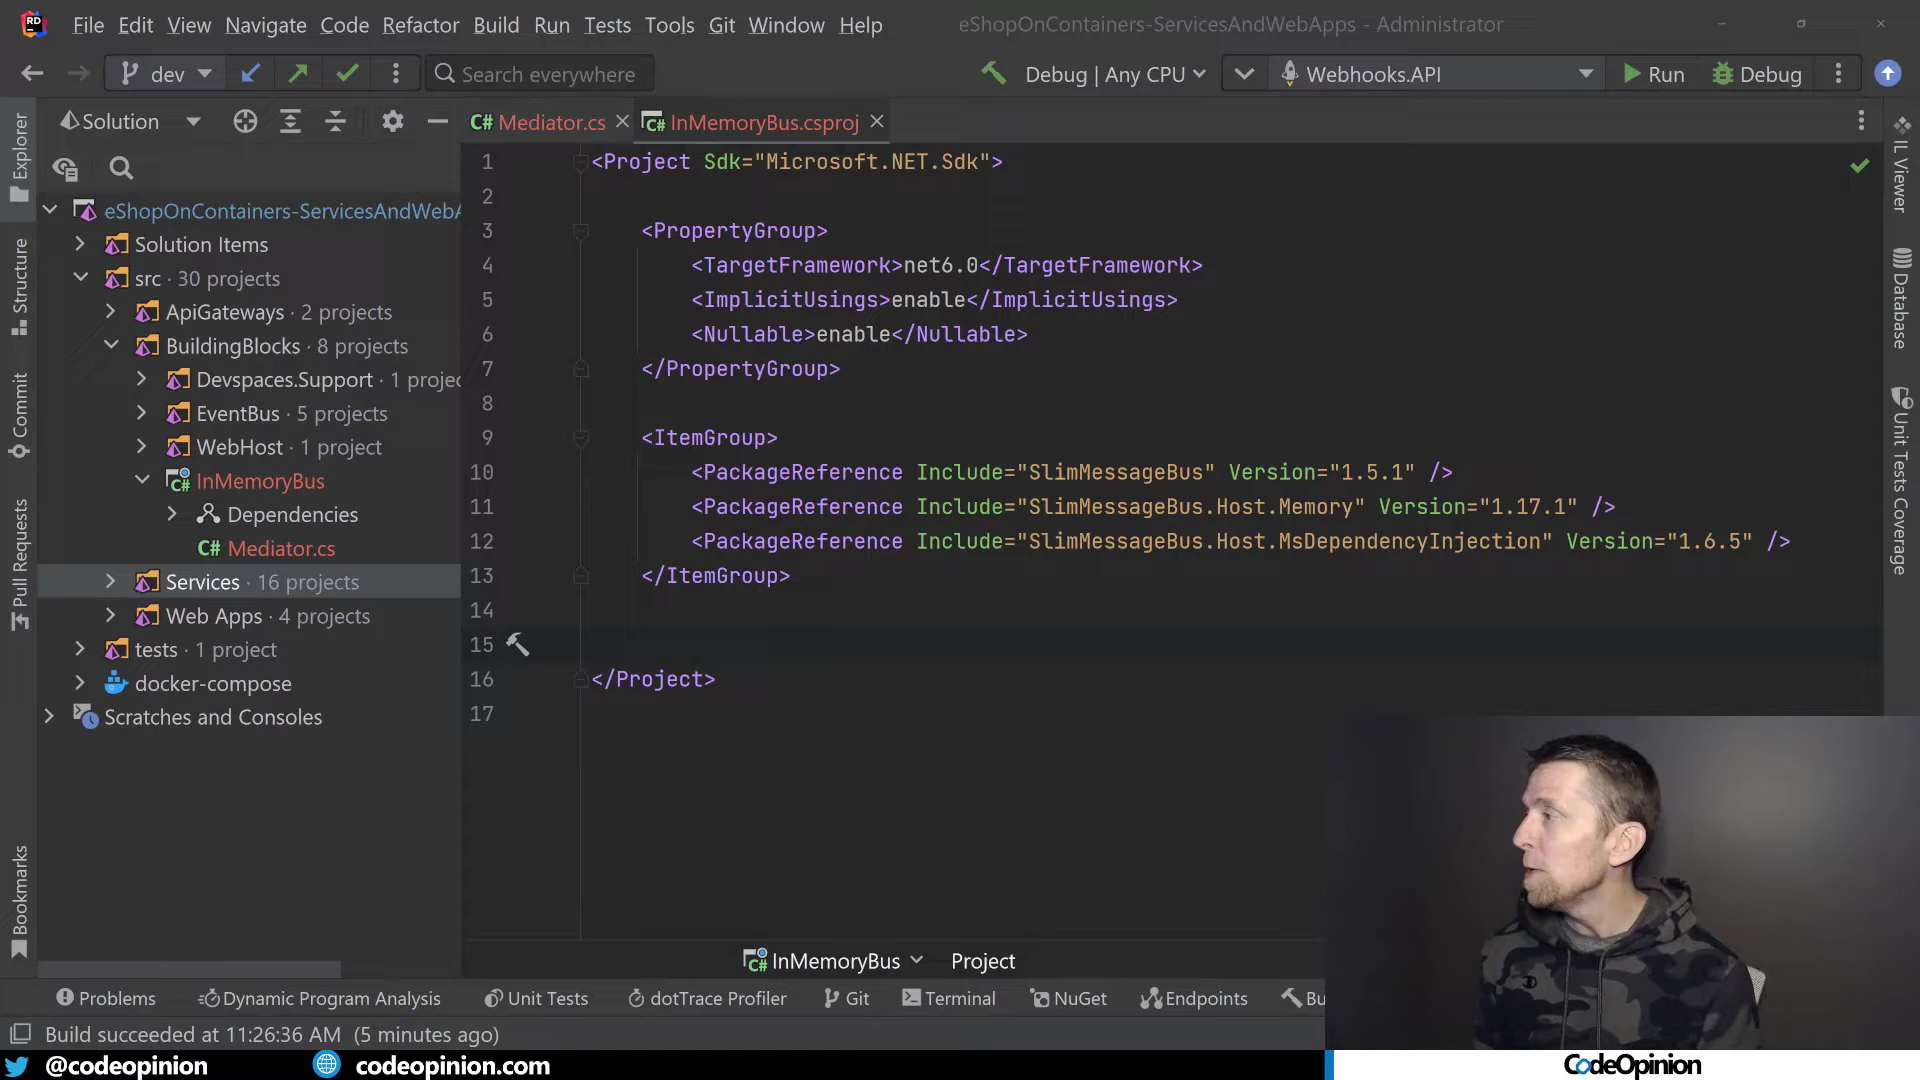 File Edit View Navigate Code Refactor Build Run Tests Tools Git Window Help
eShopOnContainers-ServicesAndWebApps - Administrator
dev
Search everywhere
Debug | Any CPU
Webhooks.API
Run
Debug
Solution
Mediator.cs
InMemoryBus.csproj
Explorer
Structure
Commit
Pull Requests
Bookmarks
eShopOnContainers-ServicesAndWebA
Solution Items
src · 30 projects
ApiGateways · 2 projects
BuildingBlocks · 8 projects
Devspaces.Support · 1 projec
EventBus · 5 projects
WebHost · 1 project
InMemoryBus
Dependencies
C# Mediator.cs
Services · 16 projects
Web Apps · 4 projects
tests · 1 project
docker-compose
Scratches and Consoles
1 <Project Sdk="Microsoft.NET.Sdk">
2
3 <PropertyGroup>
4 <TargetFramework>net6.0</TargetFramework>
5 <ImplicitUsings>enable</ImplicitUsings>
6 <Nullable>enable</Nullable>
7 </PropertyGroup>
8
9 <ItemGroup>
10 <PackageReference Include="SlimMessageBus" Version="1.5.1" />
11 <PackageReference Include="SlimMessageBus.Host.Memory" Version="1.17.1" />
12 <PackageReference Include="SlimMessageBus.Host.MsDependencyInjection" Version="1.6.5" />
13 </ItemGroup>
14
15
16 </Project>
17
IL Viewer
Database
Unit Tests Coverage
InMemoryBus
Project
Problems
Dynamic Program Analysis
Unit Tests
dotTrace Profiler
Git
Terminal
NuGet
Endpoints
Bu
Build succeeded at 11:26:36 AM (5 minutes ago)
@codeopinion
codeopinion.com
CodeOpinion